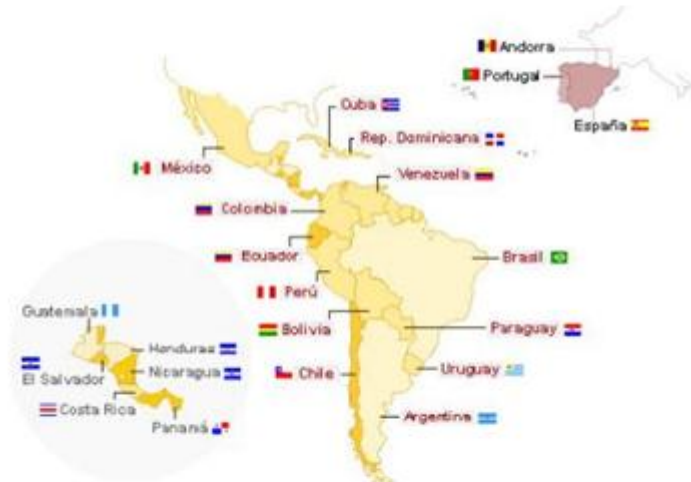 Andorra
Portugal
España
Cuba
Rep. Dominicana
México
Venezuela
Colombia
Ecuador
Brasil
Perú
Guatemala
Bolivia
Paraguay
Honduras
El Salvador
Nicaragua
Chile
Uruguay
Costa Rica
Panamá
Argentina